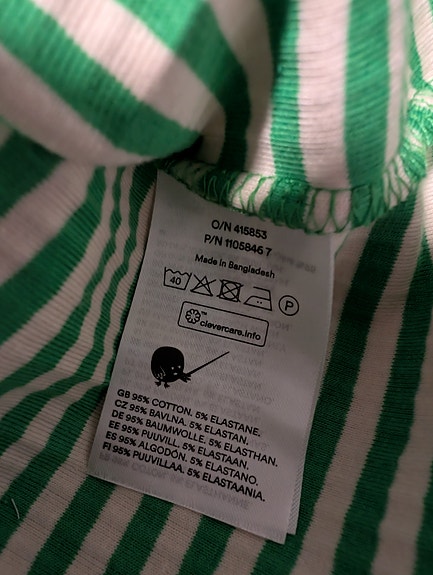 O/N 415853
P/N 1105846 7
Made in Bangladesh
40 P
™
clevercare.info
GB 95% COTTON. 5% ELASTANE.
CZ 95% BAVLNA. 5% ELASTAN.
DE 95% BAUMWOLLE. 5% ELASTHAN.
EE 95% PUUVILL. 5% ELASTAAN.
ES 95% ALGODÓN. 5% ELASTANO.
FI 95% PUUVILLAA. 5% ELASTAANIA.